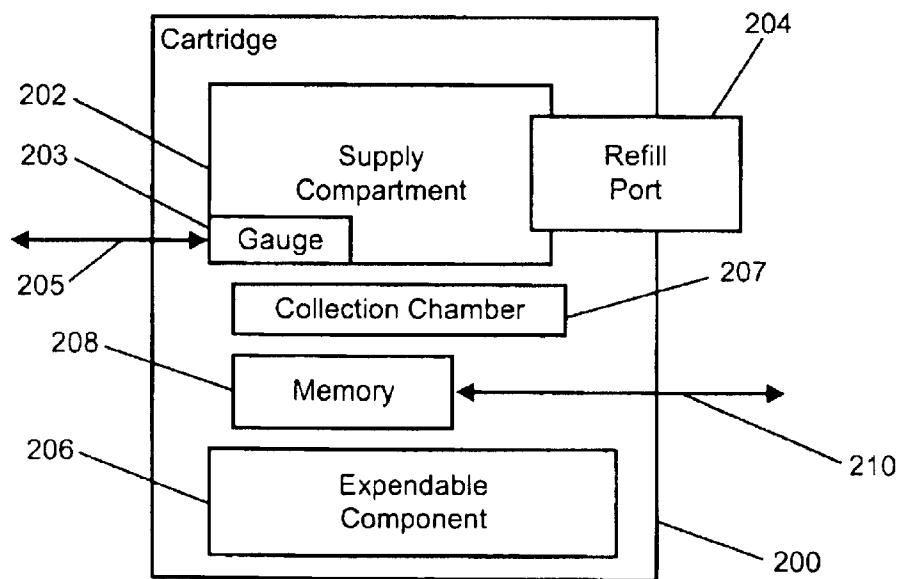 Cartridge
204
202
203
Supply
Compartment
Refill
Port
Gauge
205
207
Collection Chamber
208
Memory
206
210
Expendable
Component
200